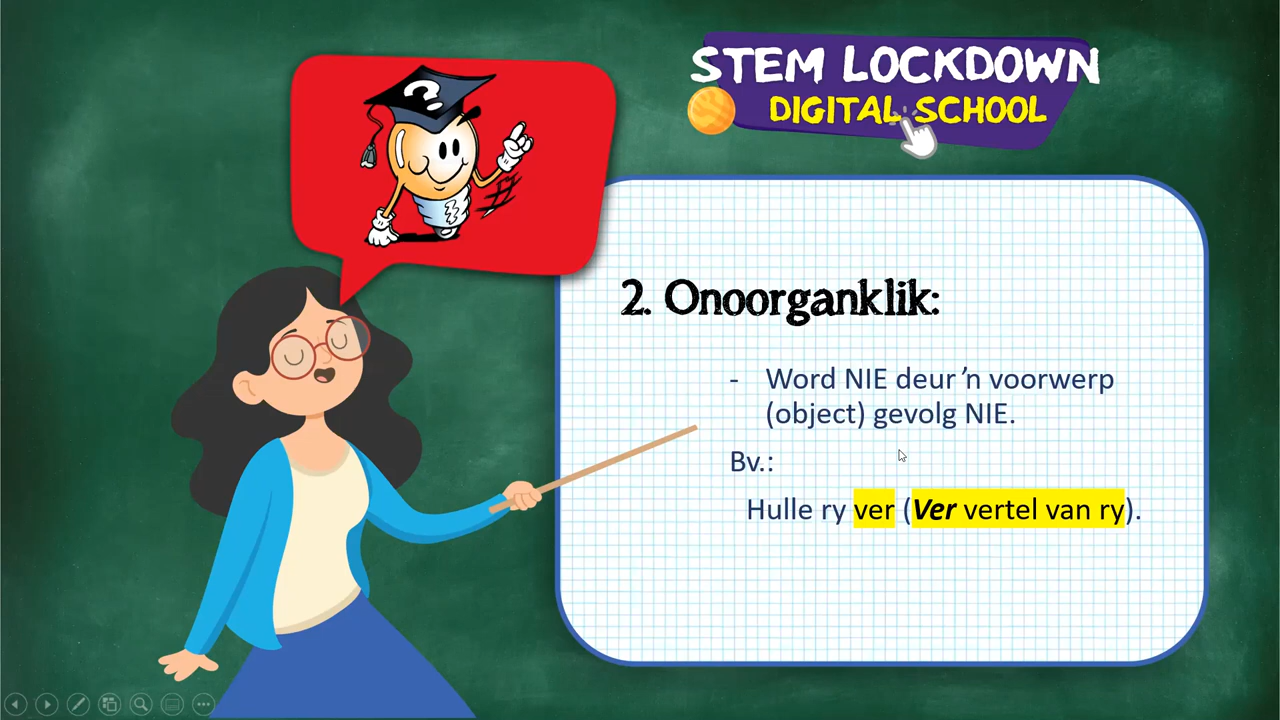 STEM LOCKDOWN
DIGITAL SCHOOL
2. Onoorganklik:
- Word NIE deur 'n voorwerp
(object) gevolg NIE.
Bv.:
Hulle ry ver (Ver vertel van ry).